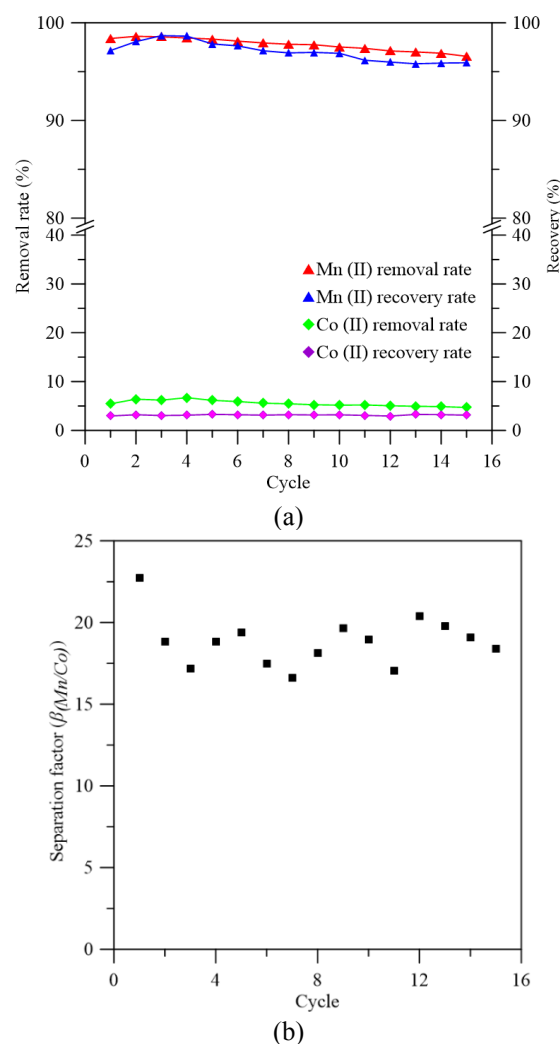 100
100
90
90
80
80
40
40
30
30
20
20
10
10
0
0
Removal rate (%)
Recovery (%)
Mn (II) removal rate
Mn (II) recovery rate
Co (II) removal rate
Co (II) recovery rate
0 2 4 6 8 10 12 14 16
Cycle
(a)
25
20
15
10
5
0
Separation factor (β(Mn/Co))
0 4 8 12 16
Cycle
(b)